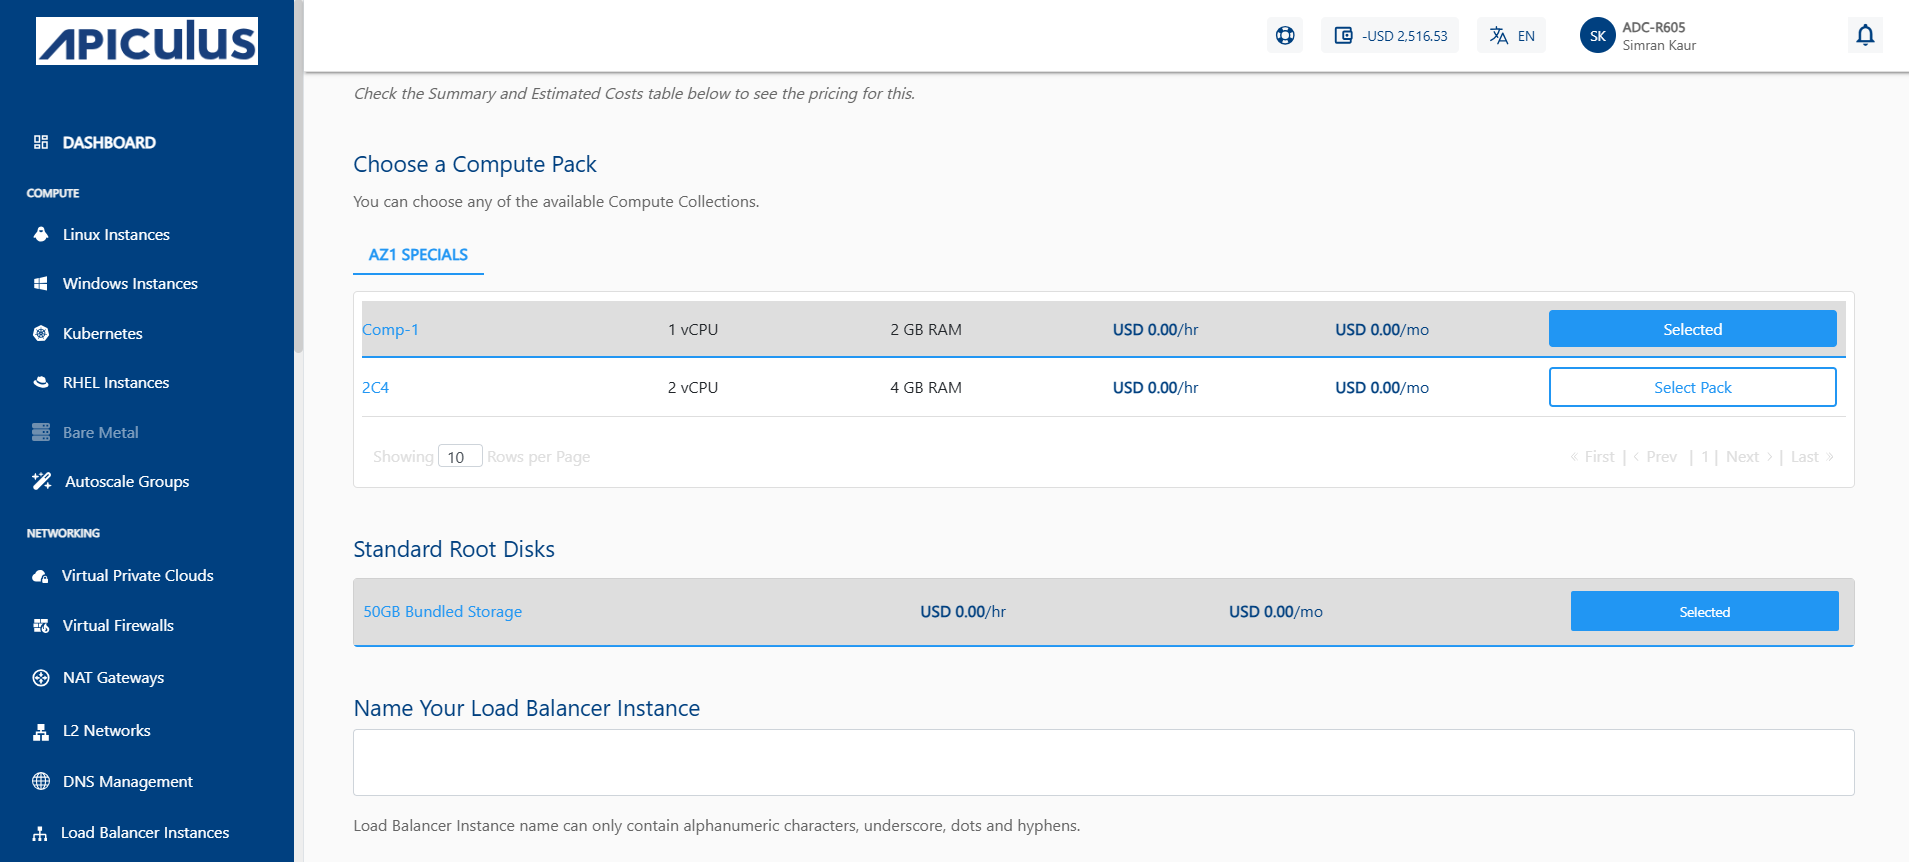 APICULUS
-USD 2,516.53
EN
SK
ADC-R605
Simran Kaur
DASHBOARD
COMPUTE
Linux Instances
Windows Instances
Kubernetes
RHEL Instances
Bare Metal
Autoscale Groups
NETWORKING
Virtual Private Clouds
Virtual Firewalls
NAT Gateways
L2 Networks
DNS Management
Load Balancer Instances
Check the Summary and Estimated Costs table below to see the pricing for this.
Choose a Compute Pack
You can choose any of the available Compute Collections.
AZ1 SPECIALS
Comp-1 1 vCPU 2 GB RAM USD 0.00/hr USD 0.00/mo Selected
2C4 2 vCPU 4 GB RAM USD 0.00/hr USD 0.00/mo Select Pack
Showing 10 Rows per Page « First | ‹ Prev | 1 | Next › | Last »
Standard Root Disks
50GB Bundled Storage USD 0.00/hr USD 0.00/mo Selected
Name Your Load Balancer Instance
Load Balancer Instance name can only contain alphanumeric characters, underscore, dots and hyphens.